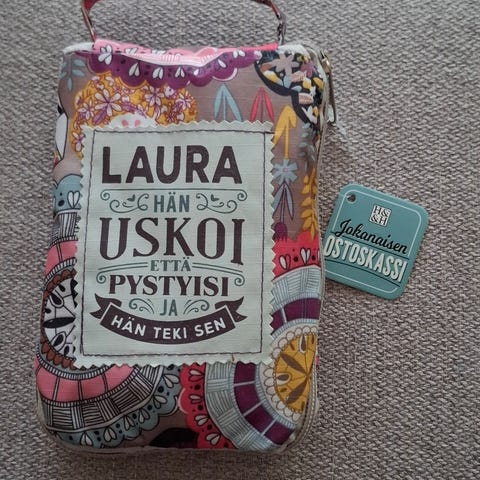 LAURA
HÄN
USKOI
ETTÄ
PYSTYISI
JA
HÄN TEKI SEN
Jokanaisen
OSTOSKASSI